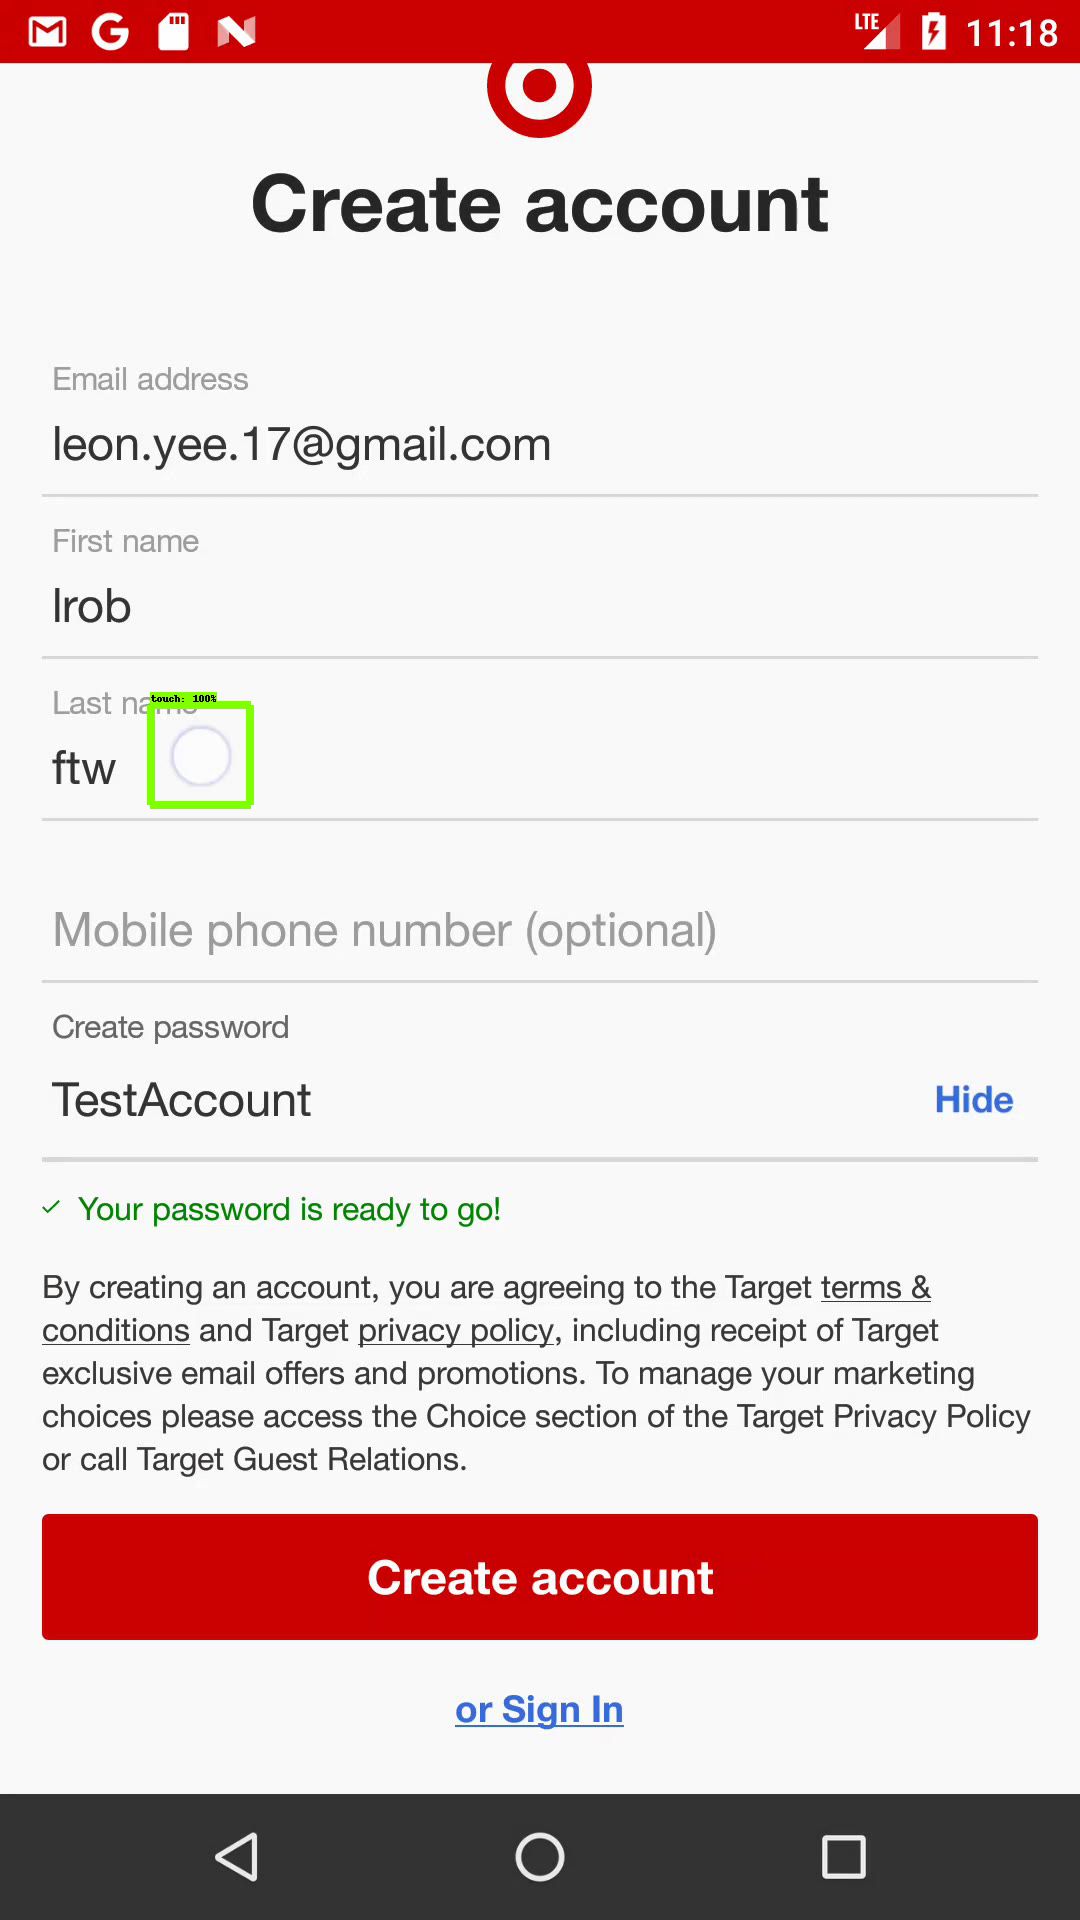 LTE 11:18
Create account
Email address
leon.yee.17@gmail.com
First name
lrob
Last name
touch: 100%
ftw
Mobile phone number (optional)
Create password
TestAccount
Hide
Your password is ready to go!
By creating an account, you are agreeing to the Target terms &
conditions and Target privacy policy, including receipt of Target
exclusive email offers and promotions. To manage your marketing
choices please access the Choice section of the Target Privacy Policy
or call Target Guest Relations.
Create account
or Sign In